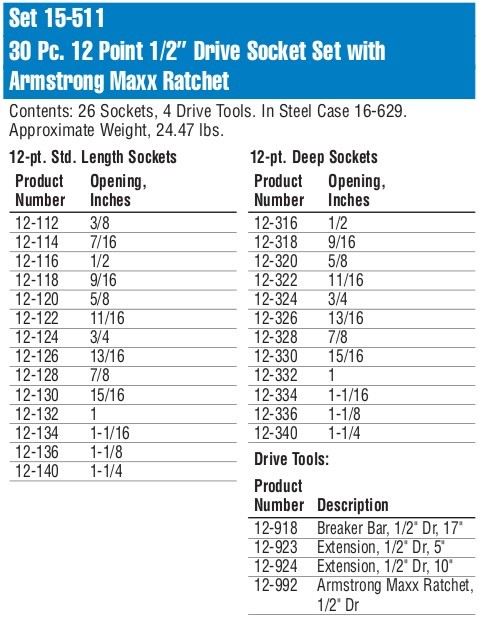 Set 15-511
30 Pc. 12 Point 1/2” Drive Socket Set with
Armstrong Maxx Ratchet
Contents: 26 Sockets, 4 Drive Tools. In Steel Case 16-629.
Approximate Weight, 24.47 lbs.
12-pt. Std. Length Sockets
Product Opening,
Number Inches
12-112 3/8
12-114 7/16
12-116 1/2
12-118 9/16
12-120 5/8
12-122 11/16
12-124 3/4
12-126 13/16
12-128 7/8
12-130 15/16
12-132 1
12-134 1-1/16
12-136 1-1/8
12-140 1-1/4
12-pt. Deep Sockets
Product Opening,
Number Inches
12-316 1/2
12-318 9/16
12-320 5/8
12-322 11/16
12-324 3/4
12-326 13/16
12-328 7/8
12-330 15/16
12-332 1
12-334 1-1/16
12-336 1-1/8
12-340 1-1/4
Drive Tools:
Product
Number Description
12-918 Breaker Bar, 1/2" Dr, 17"
12-923 Extension, 1/2" Dr, 5"
12-924 Extension, 1/2" Dr, 10"
12-992 Armstrong Maxx Ratchet,
1/2" Dr